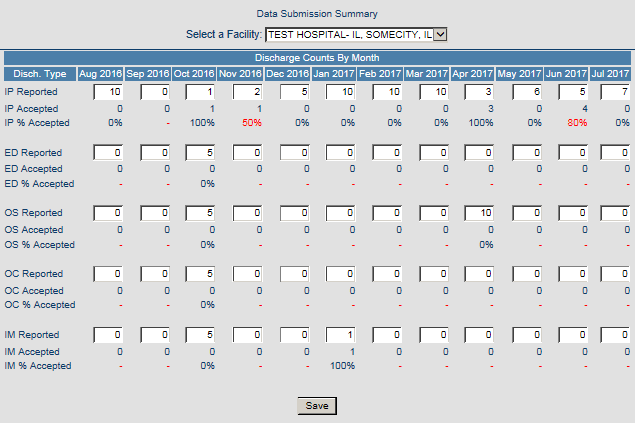 Data Submission Summary
Select a Facility: TEST HOSPITAL- IL, SOMECITY, IL
Discharge Counts By Month
Disch. Type Aug 2016 Sep 2016 Oct 2016 Nov 2016 Dec 2016 Jan 2017 Feb 2017 Mar 2017 Apr 2017 May 2017 Jun 2017 Jul 2017
IP Reported 10 0 1 2 5 10 10 10 3 6 5 7
IP Accepted 0 0 1 1 0 0 0 0 3 0 4 0
IP % Accepted 0% - 100% 50% 0% 0% 0% 0% 100% 0% 80% 0%
ED Reported 0 0 5 0 0 0 0 0 0 0 0 0
ED Accepted 0 0 0 0 0 0 0 0 0 0 0 0
ED % Accepted - - 0% - - - - - - - - -
OS Reported 0 0 5 0 0 0 0 0 10 0 0 0
OS Accepted 0 0 0 0 0 0 0 0 0 0 0 0
OS % Accepted - - 0% - - - - - 0% - - -
OC Reported 0 0 5 0 0 0 0 0 0 0 0 0
OC Accepted 0 0 0 0 0 0 0 0 0 0 0 0
OC % Accepted - - 0% - - - - - - - - -
IM Reported 0 0 5 0 0 1 0 0 0 0 0 0
IM Accepted 0 0 0 0 0 1 0 0 0 0 0 0
IM % Accepted - - 0% - - 100% - - - - - -
Save